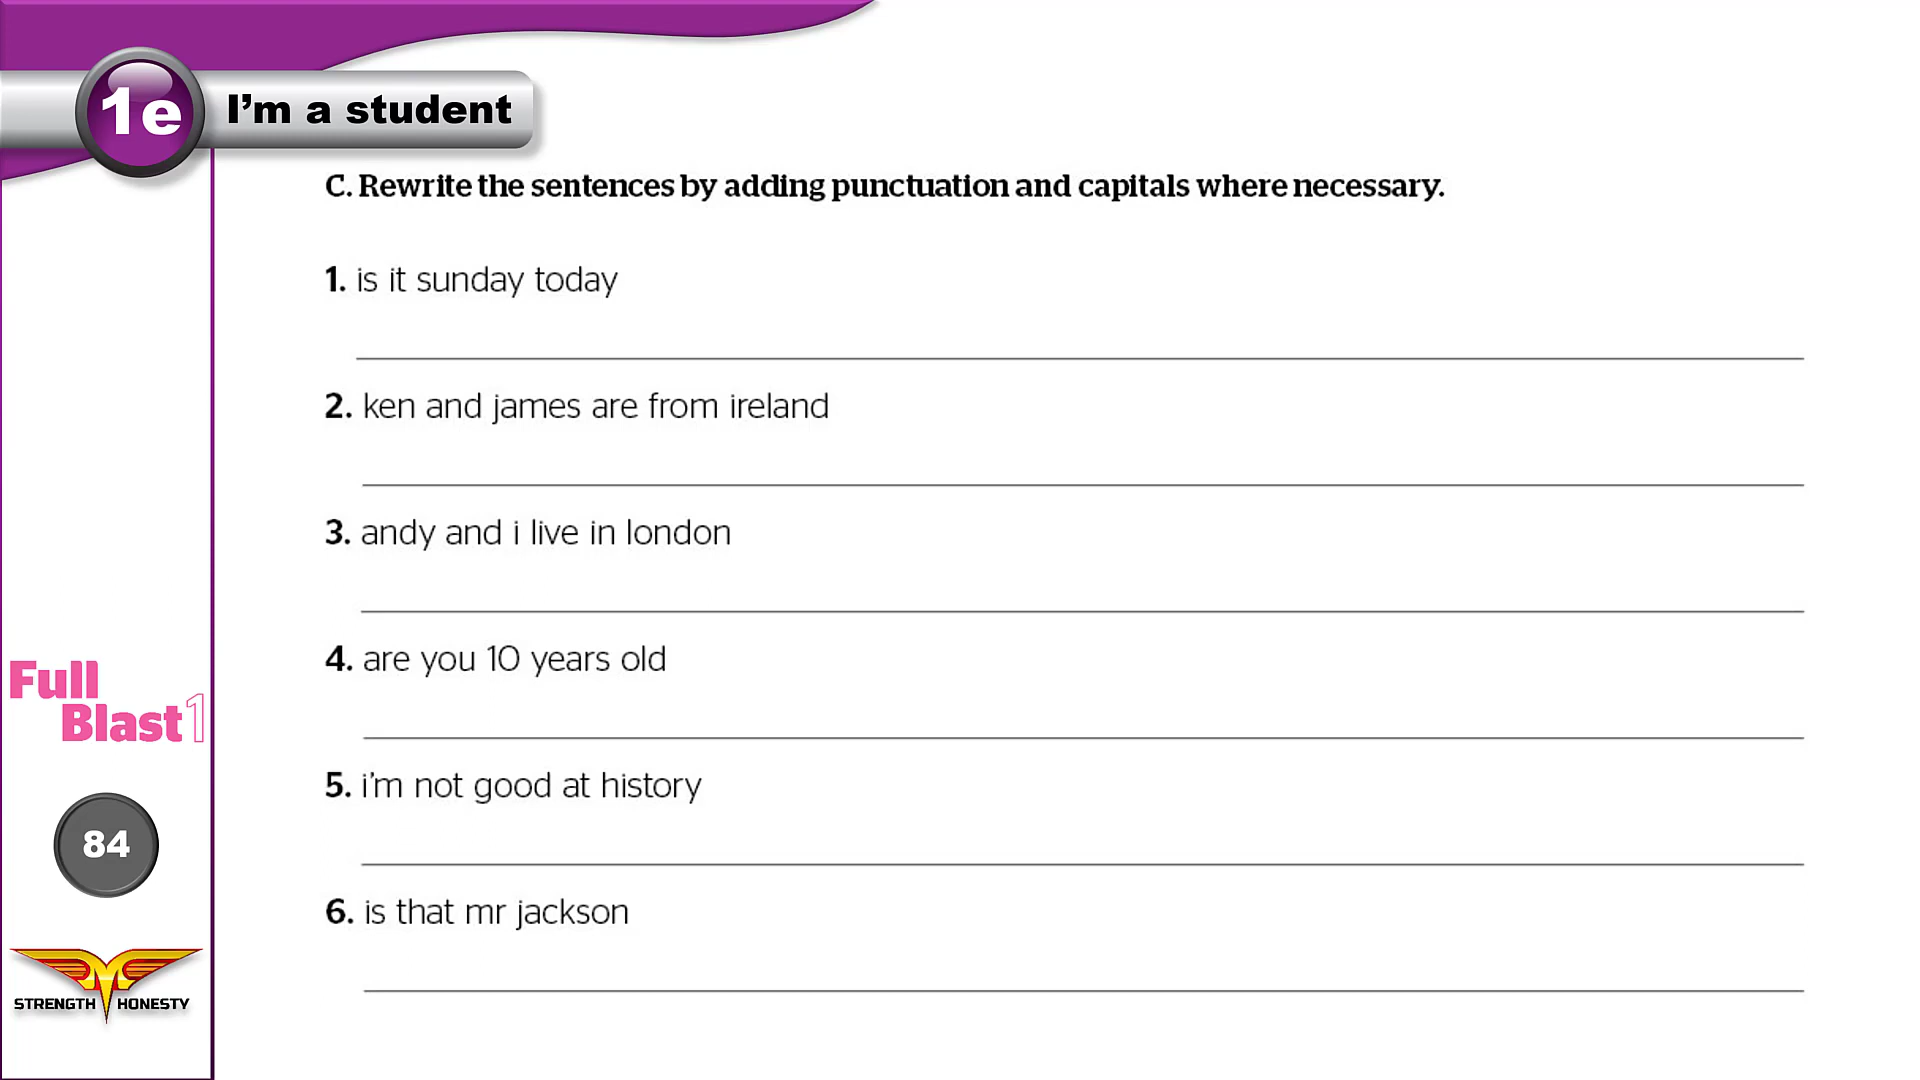 1e I'm a student
C. Rewrite the sentences by adding punctuation and capitals where necessary.
1. is it sunday today
2. ken and james are from ireland
3. andy and i live in london
4. are you 10 years old
5. i'm not good at history
6. is that mr jackson
Full
Blast 1
84
STRENGTH HONESTY